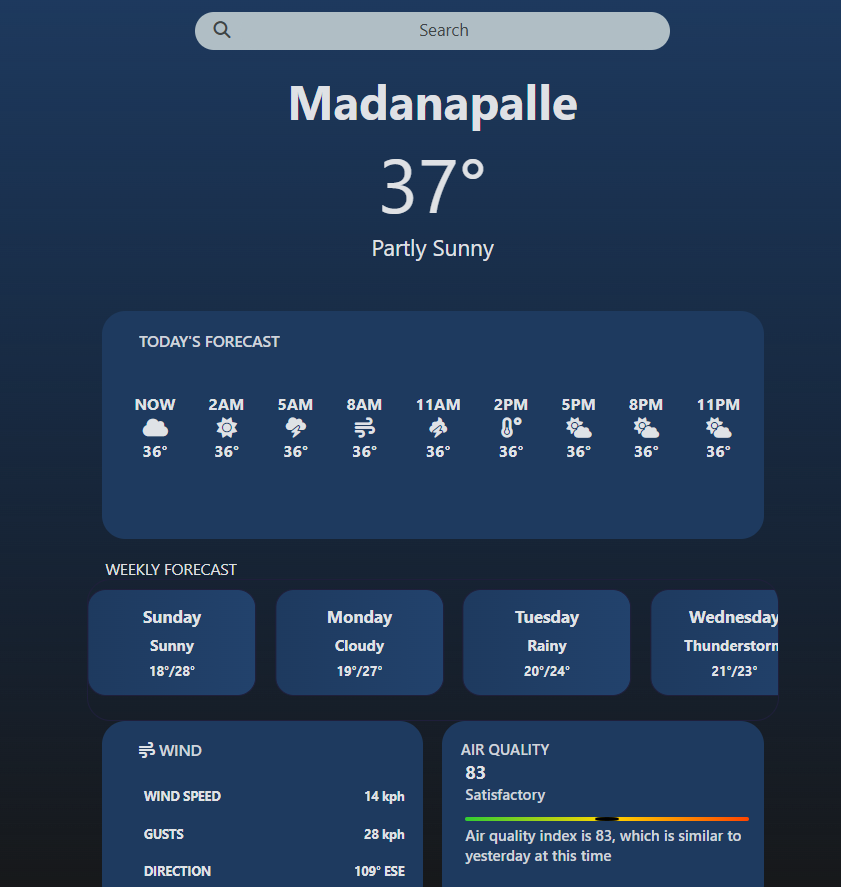 Search
Madanapalle
37°
Partly Sunny
TODAY'S FORECAST
NOW 2AM 5AM 8AM 11AM 2PM 5PM 8PM 11PM
36° 36° 36° 36° 36° 36° 36° 36° 36°
WEEKLY FORECAST
Sunday Monday Tuesday Wednesday
Sunny Cloudy Rainy Thunderstorm
18°/28° 19°/27° 20°/24° 21°/23°
WIND
WIND SPEED 14 kph
GUSTS 28 kph
DIRECTION 109° ESE
AIR QUALITY
83
Satisfactory
Air quality index is 83, which is similar to
yesterday at this time